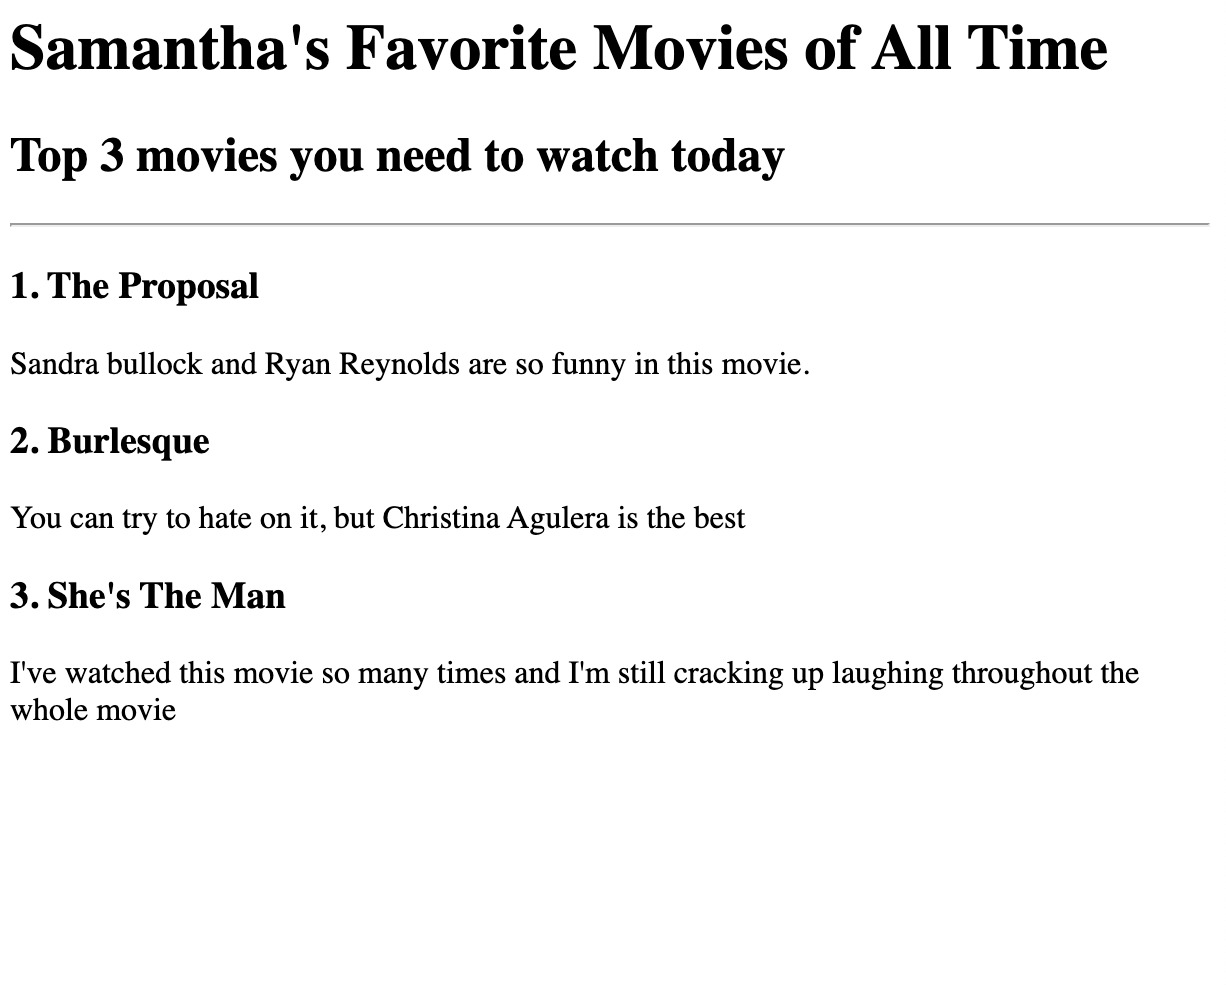 Samantha's Favorite Movies of All Time
Top 3 movies you need to watch today
1. The Proposal
Sandra bullock and Ryan Reynolds are so funny in this movie.
2. Burlesque
You can try to hate on it, but Christina Agulera is the best
3. She's The Man
I've watched this movie so many times and I'm still cracking up laughing throughout the
whole movie